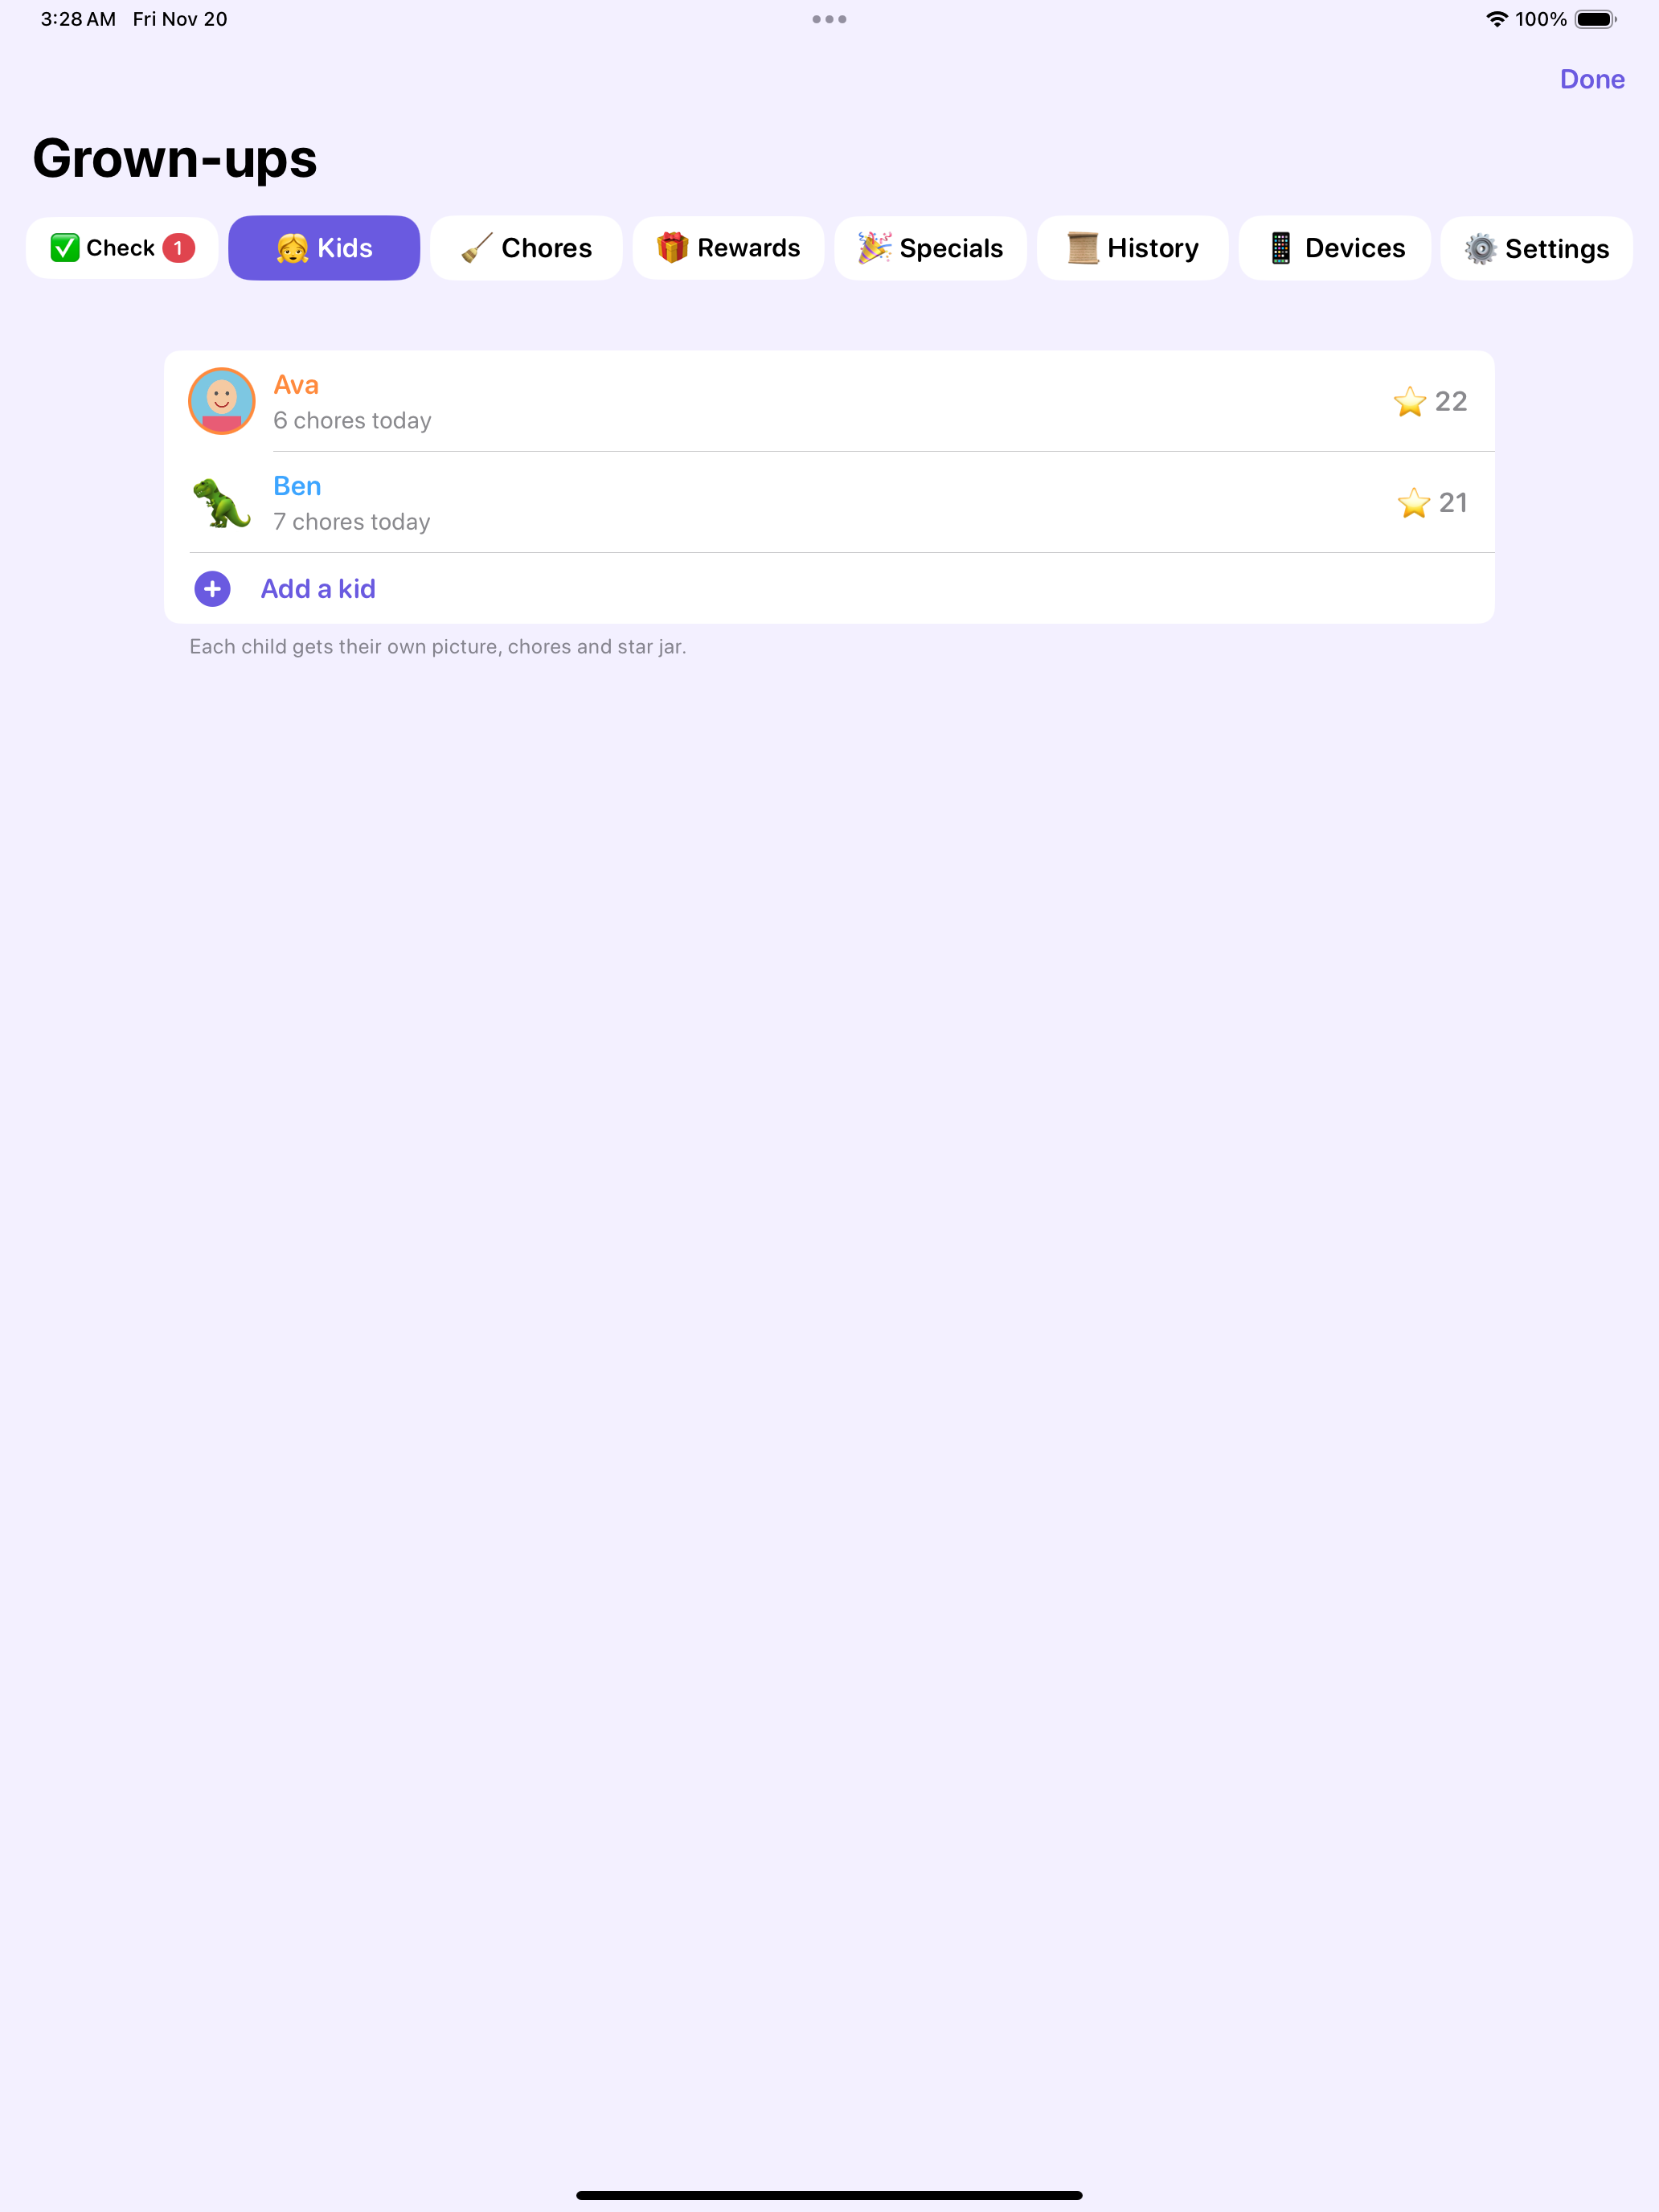 3:28 AM Fri Nov 20 100%
Done
Grown-ups
Check 1 Kids Chores Rewards Specials History Devices Settings
Ava
6 chores today
22
Ben
7 chores today
21
Add a kid
Each child gets their own picture, chores and star jar.